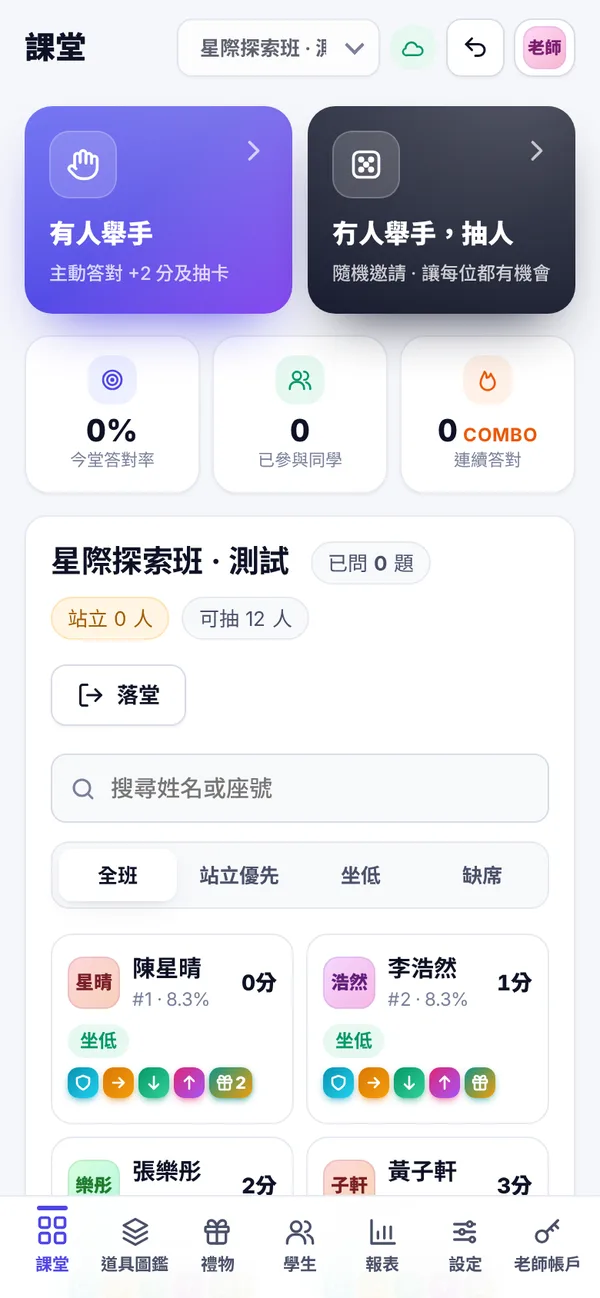 課堂
星際探索班 · 測
老師
有人舉手
主動答對 +2 分及抽卡
冇人舉手，抽人
隨機邀請 · 讓每位都有機會
0%
今堂答對率
0
已參與同學
0 COMBO
連續答對
星際探索班 · 測試
已問 0 題
站立 0 人
可抽 12 人
落堂
搜尋姓名或座號
全班
站立優先
坐低
缺席
星晴
陳星晴
#1 · 8.3%
0分
坐低
2
浩然
李浩然
#2 · 8.3%
1分
坐低
樂彤
張樂彤
2分
子軒
黃子軒
3分
課堂
道具圖鑑
禮物
學生
報表
設定
老師帳戶